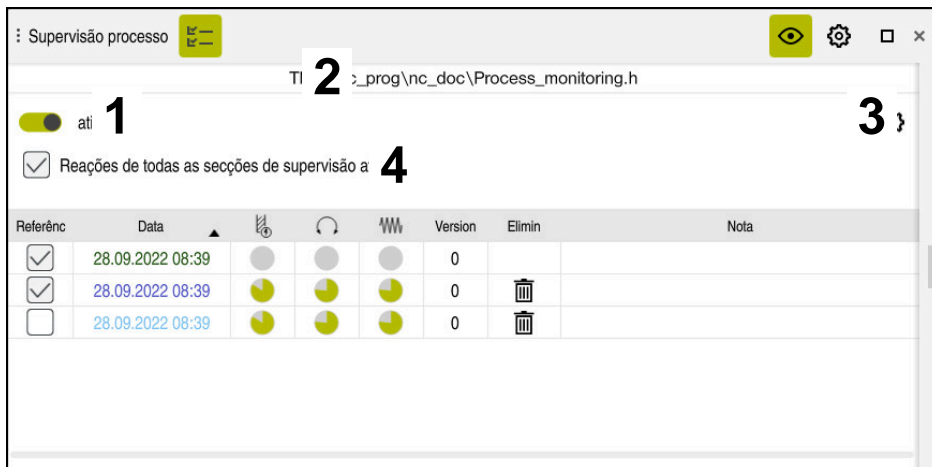 Supervisão processo
2 c_prog\nc_doc\Process_monitoring.h
1 3
Reações de todas as secções de supervisão 4
Referênc Data Version Elimin Nota
28.09.2022 08:39 0
28.09.2022 08:39 0
28.09.2022 08:39 0